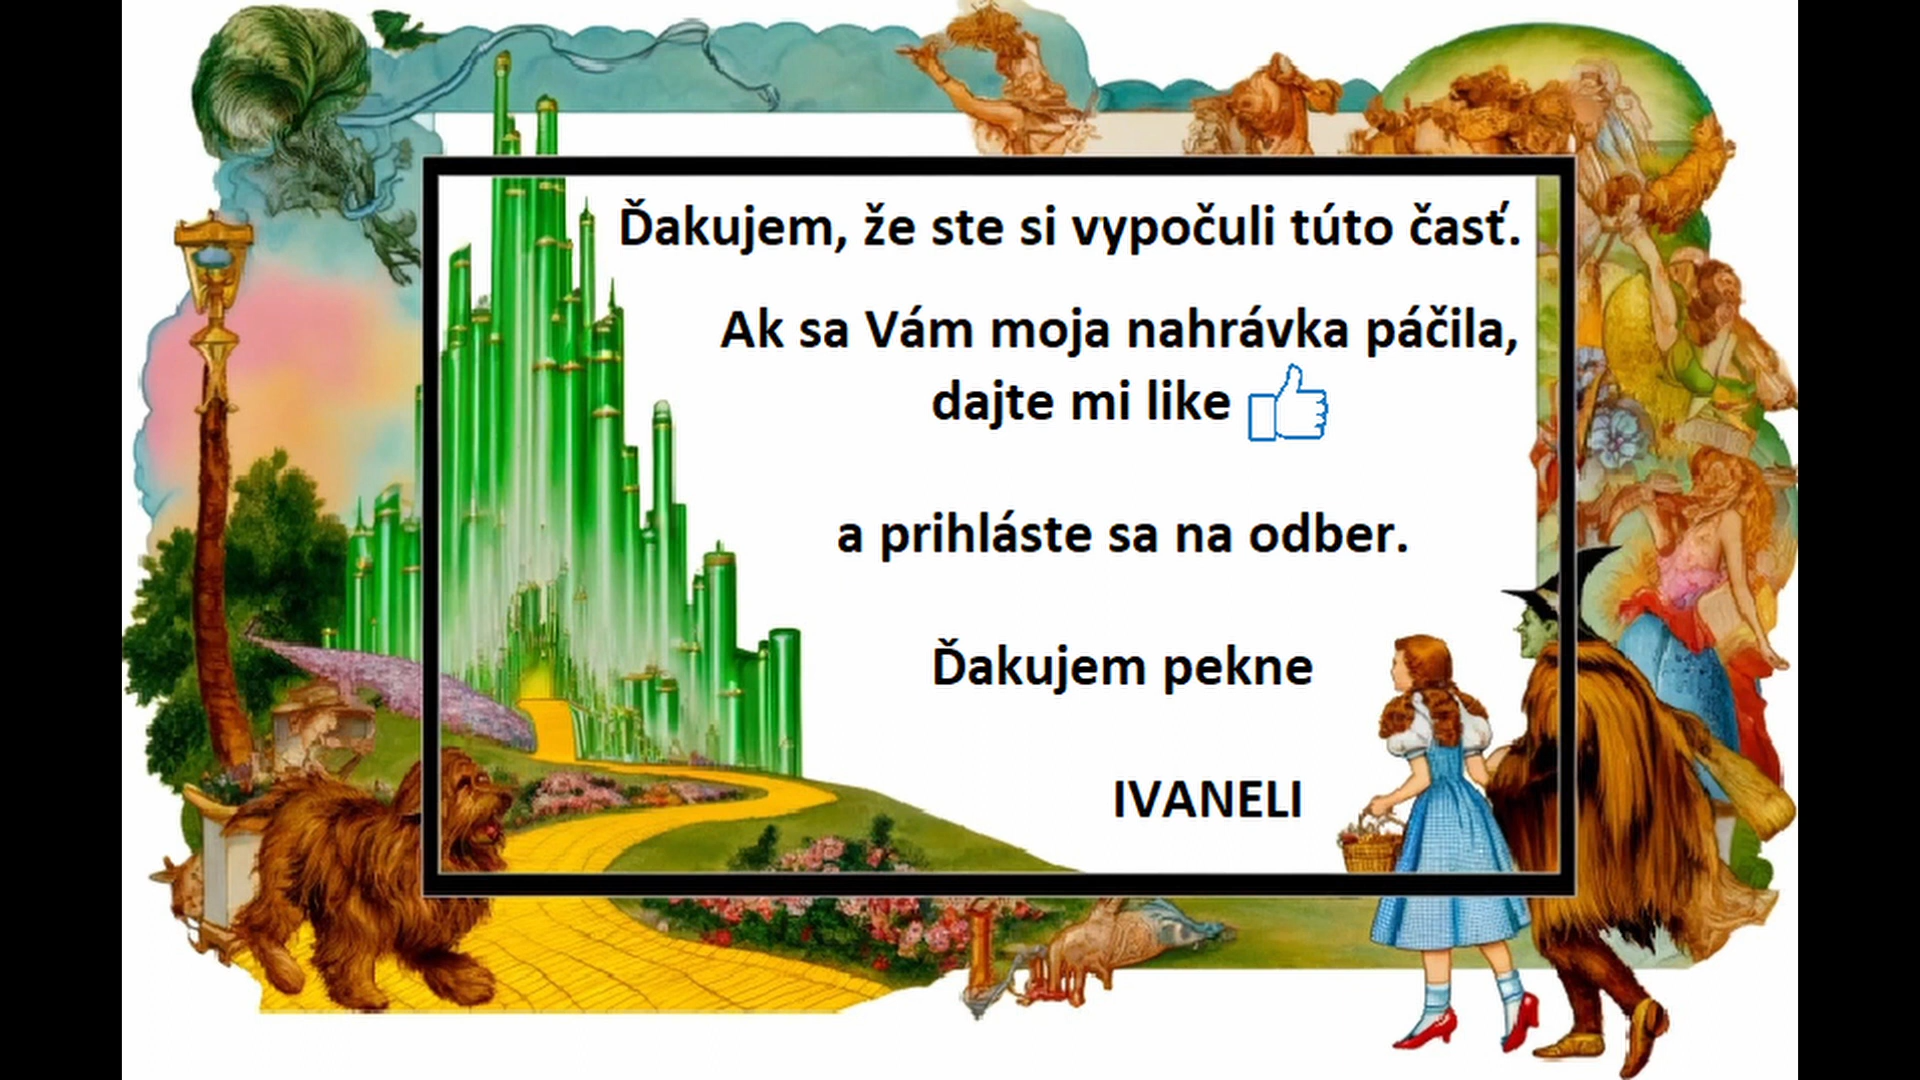 Ďakujem, že ste si vypočuli túto časť.
Ak sa Vám moja nahrávka páčila,
dajte mi like
a prihláste sa na odber.
Ďakujem pekne
IVANELI